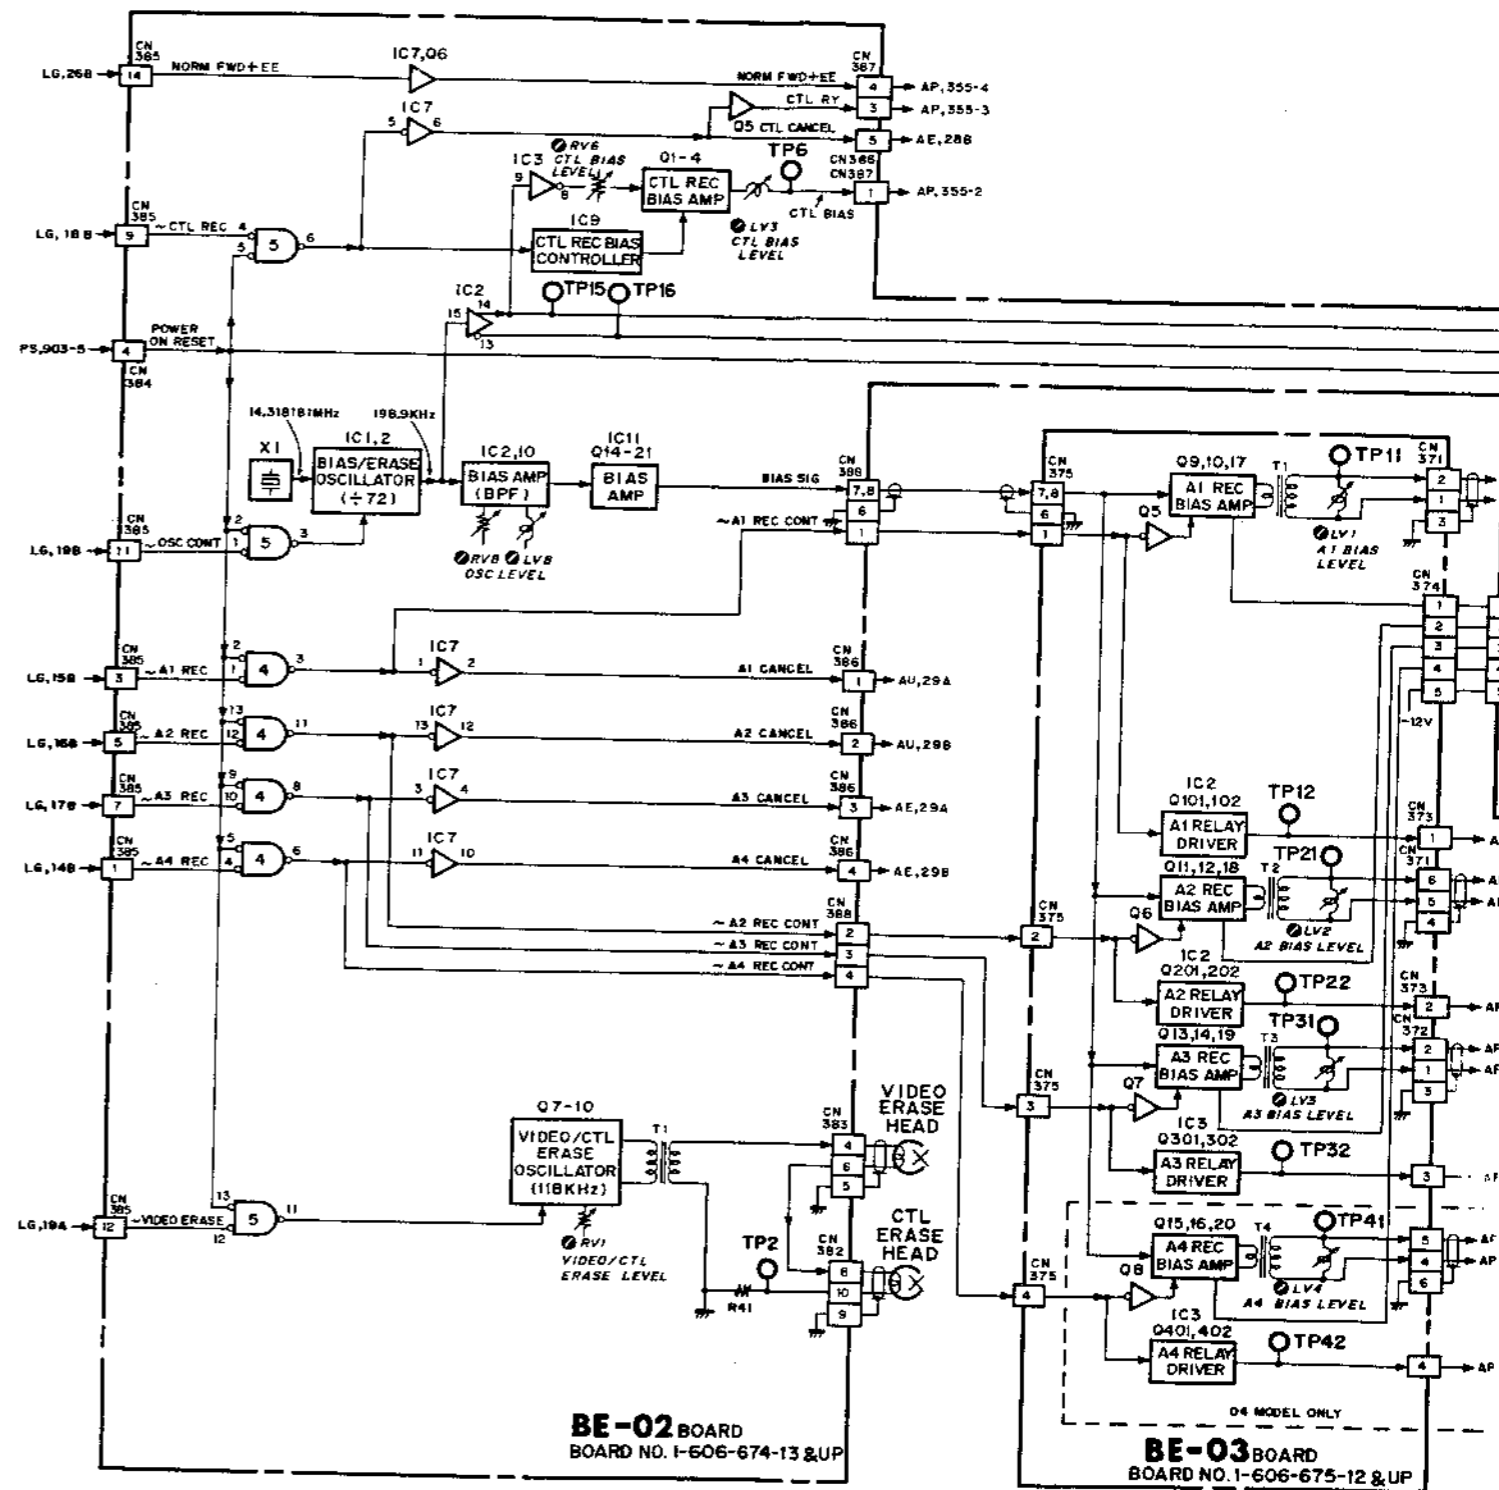 CN
385
LG,26B
14
NORM FWD+EE
IC7,Q6
NORM FWD+EE
CN
387
4
AP,355-4
CTL RY
3
AP,355-3
IC7
5
6
Q5 CTL CANCEL
5
AE,28B
RV6
CTL BIAS
LEVEL
IC3
9
8
Q1-4
CTL REC
BIAS AMP
TP6
CN386
CN387
1
AP,355-2
CTL BIAS
LV3
CTL BIAS
LEVEL
CN
385
LG,18B
9
~CTL REC
4
5
5
6
IC9
CTL REC BIAS
CONTROLLER
IC2
15
14
13
TP15
TP16
PS,903-5
4
POWER
ON RESET
CN
384
14.318181MHz
198.9KHz
X1
IC1,2
BIAS/ERASE
OSCILLATOR
(÷72)
IC2,10
BIAS AMP
(BPF)
IC11
Q14-21
BIAS
AMP
RV8
LV8
OSC LEVEL
BIAS SIG
CN
388
7,8
6
1
~A1 REC CONT
CN
375
7,8
6
1
Q5
Q9,10,17
A1 REC
BIAS AMP
T1
TP11
LV1
A1 BIAS
LEVEL
CN
371
2
1
3
CN
374
1
2
3
4
5
-12V
CN
385
LG,19B
11
~OSC CONT
2
1
5
3
CN
385
LG,15B
3
~A1 REC
2
1
4
3
IC7
1
2
A1 CANCEL
CN
386
1
AU,29A
CN
385
LG,16B
5
~A2 REC
13
12
4
11
IC7
13
12
A2 CANCEL
CN
386
2
AU,29B
CN
385
LG,17B
7
~A3 REC
9
10
4
8
IC7
3
4
A3 CANCEL
CN
386
3
AE,29A
CN
385
LG,14B
1
~A4 REC
5
4
4
6
IC7
11
10
A4 CANCEL
CN
386
4
AE,29B
CN
388
~A2 REC CONT
2
~A3 REC CONT
3
~A4 REC CONT
4
IC2
Q101,102
A1 RELAY
DRIVER
TP12
CN
373
1
CN
375
2
Q6
Q11,12,18
A2 REC
BIAS AMP
T2
TP21
LV2
A2 BIAS LEVEL
CN
371
6
5
4
IC2
Q201,202
A2 RELAY
DRIVER
TP22
CN
373
2
AP
CN
375
3
Q7
Q13,14,19
A3 REC
BIAS AMP
T3
TP31
LV3
A3 BIAS LEVEL
CN
372
2
1
3
AP
IC3
Q301,302
A3 RELAY
DRIVER
TP32
3
CN
375
4
Q8
Q15,16,20
A4 REC
BIAS AMP
T4
TP41
LV4
A4 BIAS LEVEL
5
4
6
AP
IC3
Q401,402
A4 RELAY
DRIVER
TP42
4
AP
04 MODEL ONLY
CN
385
LG,19A
12
~VIDEO ERASE
13
12
5
11
Q7-10
VIDEO/CTL
ERASE
OSCILLATOR
(118KHz)
RV1
VIDEO/CTL
ERASE LEVEL
T1
CN
383
4
6
5
VIDEO
ERASE
HEAD
TP2
R41
CN
382
8
10
9
CTL
ERASE
HEAD
BE-02 BOARD
BOARD NO. 1-606-674-13 &UP
BE-03 BOARD
BOARD NO. 1-606-675-12 & UP